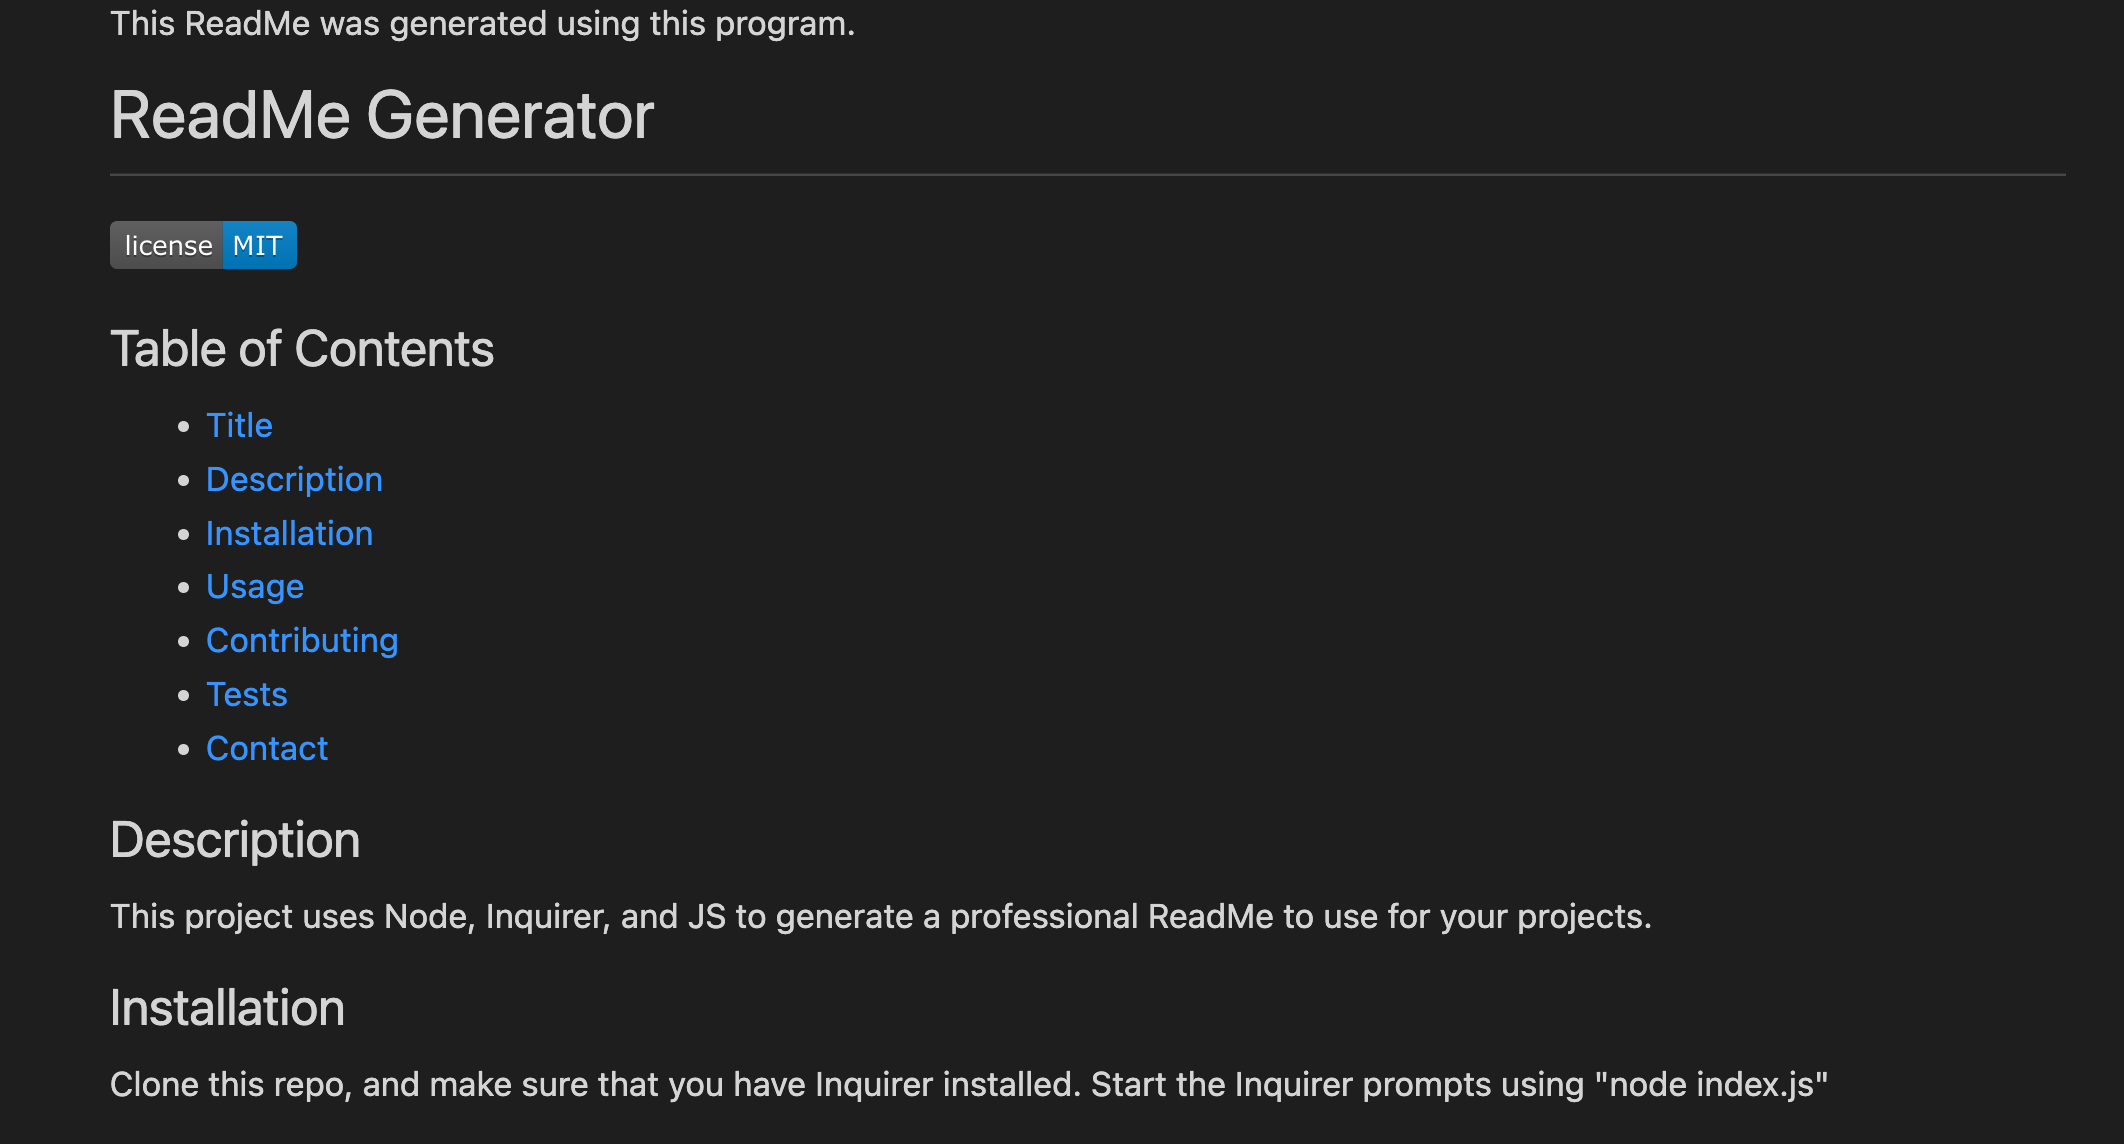 This ReadMe was generated using this program.
ReadMe Generator
license MIT
Table of Contents
Title
Description
Installation
Usage
Contributing
Tests
Contact
Description
This project uses Node, Inquirer, and JS to generate a professional ReadMe to use for your projects.
Installation
Clone this repo, and make sure that you have Inquirer installed. Start the Inquirer prompts using "node index.js"